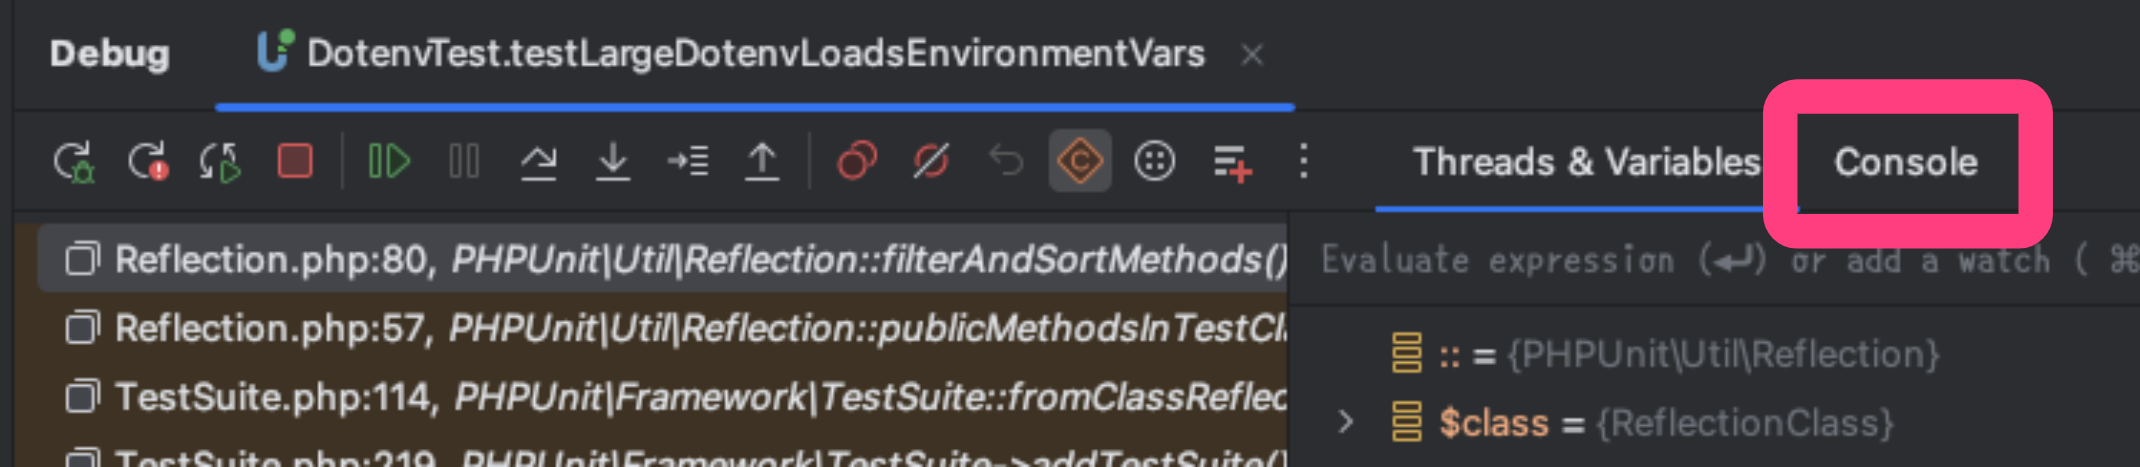 Debug DotenvTest.testLargeDotenvLoadsEnvironmentVars
Threads & Variables Console
Reflection.php:80, PHPUnit\Util\Reflection::filterAndSortMethods()
Reflection.php:57, PHPUnit\Util\Reflection::publicMethodsInTestCl
TestSuite.php:114, PHPUnit\Framework\TestSuite::fromClassReflec
TestSuite.php:219, PHPUnit\Framework\TestSuite->addTestSuite()
Evaluate expression (↵) or add a watch ( ⌘
:: = {PHPUnit\Util\Reflection}
$class = {ReflectionClass}